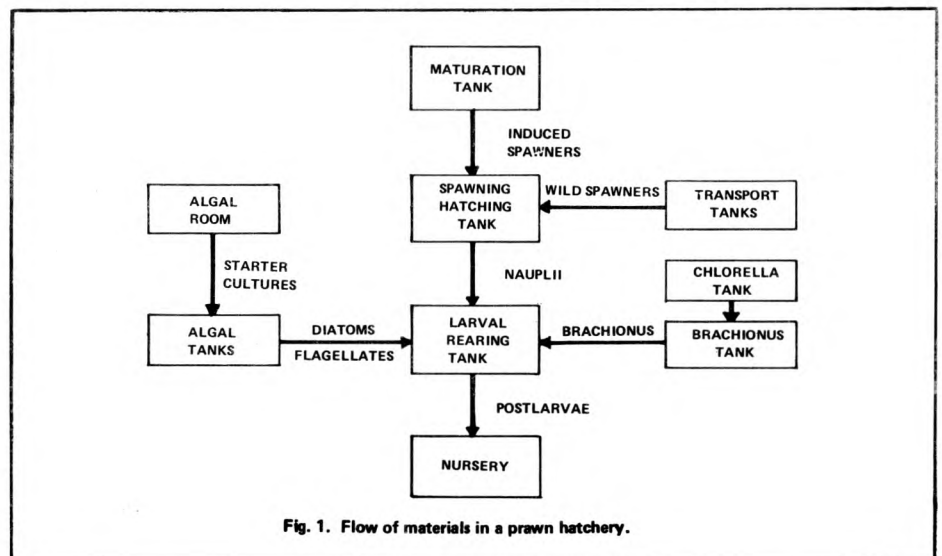 MATURATION
TANK
INDUCED
SPAWNERS
ALGAL
ROOM
SPAWNING
HATCHING
TANK
WILD SPAWNERS
TRANSPORT
TANKS
STARTER
CULTURES
NAUPLII
CHLORELLA
TANK
ALGAL
TANKS
DIATOMS
FLAGELLATES
LARVAL
REARING
TANK
BRACHIONUS
BRACHIONUS
TANK
POSTLARVAE
NURSERY
Fig. 1. Flow of materials in a prawn hatchery.